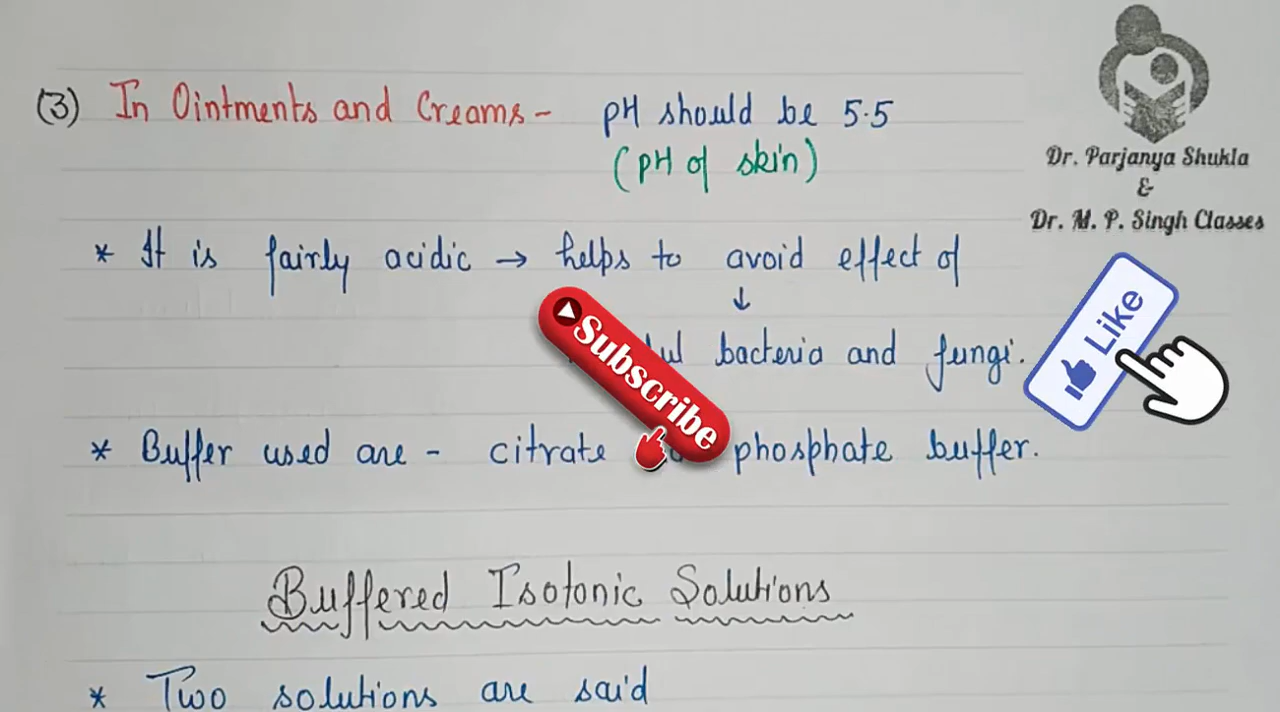 (3) In Ointments and Creams - pH should be 5.5
(pH of skin)
Dr. Parjanya Shukla
&
Dr. M. P. Singh Classes
* It is fairly acidic → helps to avoid effect of
↓
bacteria and fungi.
Subscribe
Like
* Buffer used are - citrate phosphate buffer.
Buffered Isotonic Solutions
* Two solutions are said